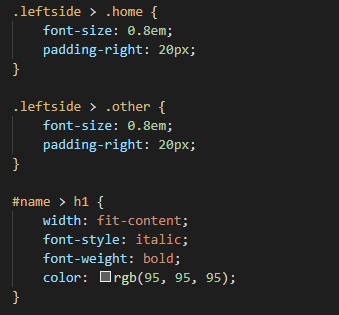 .leftside > .home {
    font-size: 0.8em;
    padding-right: 20px;
}

.leftside > .other {
    font-size: 0.8em;
    padding-right: 20px;
}

#name > h1 {
    width: fit-content;
    font-style: italic;
    font-weight: bold;
    color: rgb(95, 95, 95);
}